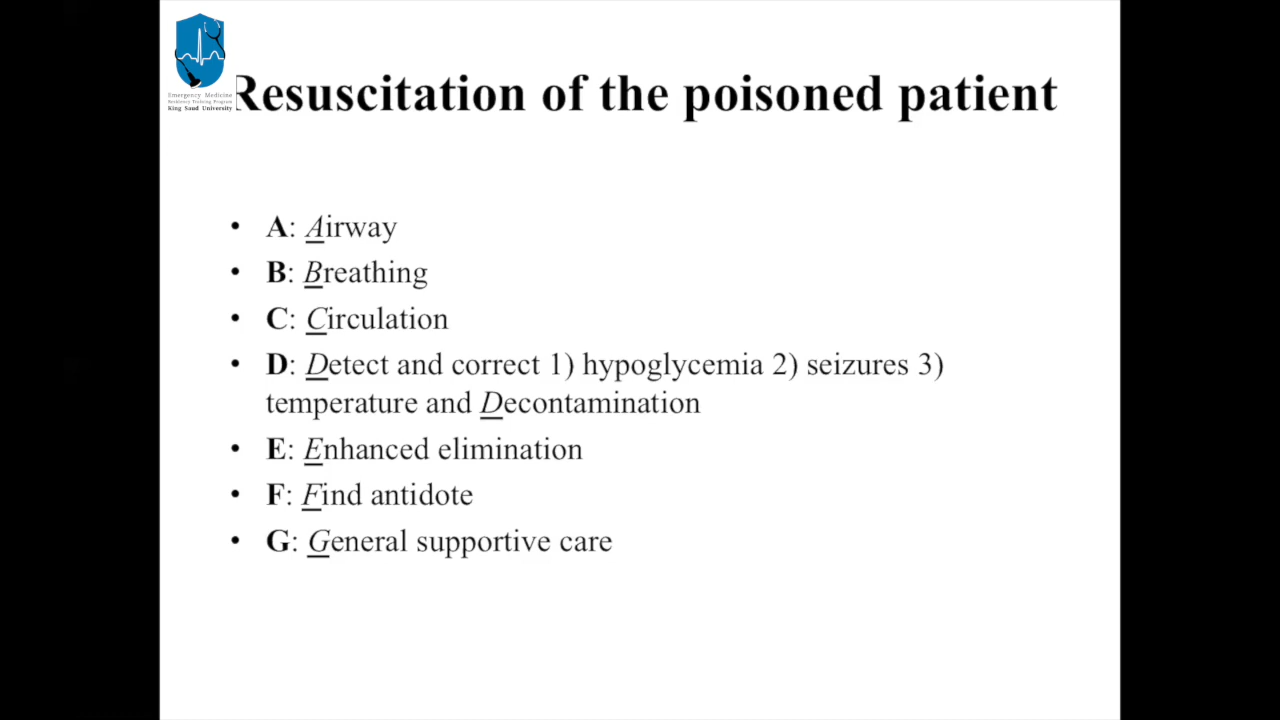 Emergency Medicine
Residency Training Program
King Saud University
Resuscitation of the poisoned patient
• A: Airway
• B: Breathing
• C: Circulation
• D: Detect and correct 1) hypoglycemia 2) seizures 3)
temperature and Decontamination
• E: Enhanced elimination
• F: Find antidote
• G: General supportive care